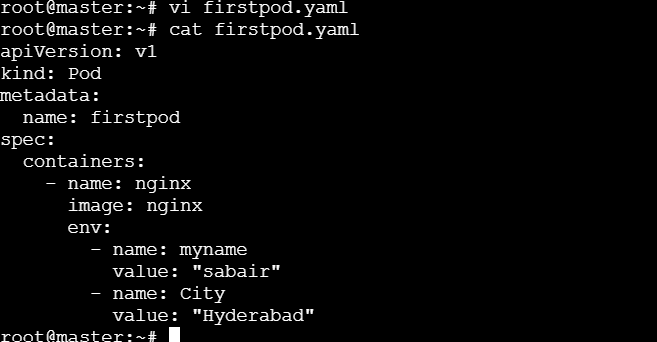 root@master:~# vi firstpod.yaml
root@master:~# cat firstpod.yaml
apiVersion: v1
kind: Pod
metadata:
  name: firstpod
spec:
  containers:
    - name: nginx
      image: nginx
      env:
        - name: myname
          value: "sabair"
        - name: City
          value: "Hyderabad"
root@master:~#